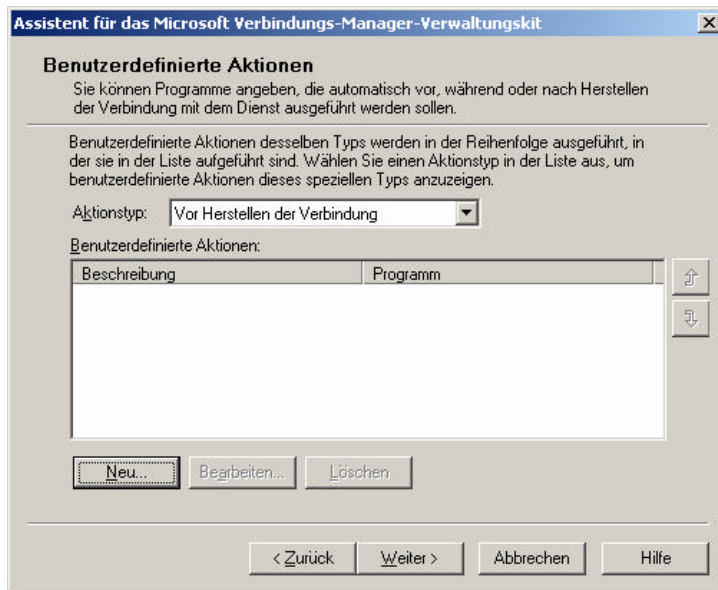 Assistent für das Microsoft Verbindungs-Manager-Verwaltungskit
Benutzerdefinierte Aktionen
Sie können Programme angeben, die automatisch vor, während oder nach Herstellen
der Verbindung mit dem Dienst ausgeführt werden sollen.
Benutzerdefinierte Aktionen desselben Typs werden in der Reihenfolge ausgeführt, in
der sie in der Liste aufgeführt sind. Wählen Sie einen Aktionstyp in der Liste aus, um
benutzerdefinierte Aktionen dieses speziellen Typs anzuzeigen.
Aktionstyp: Vor Herstellen der Verbindung
Benutzerdefinierte Aktionen:
Beschreibung Programm
Neu... Bearbeiten... Löschen
< Zurück Weiter > Abbrechen Hilfe